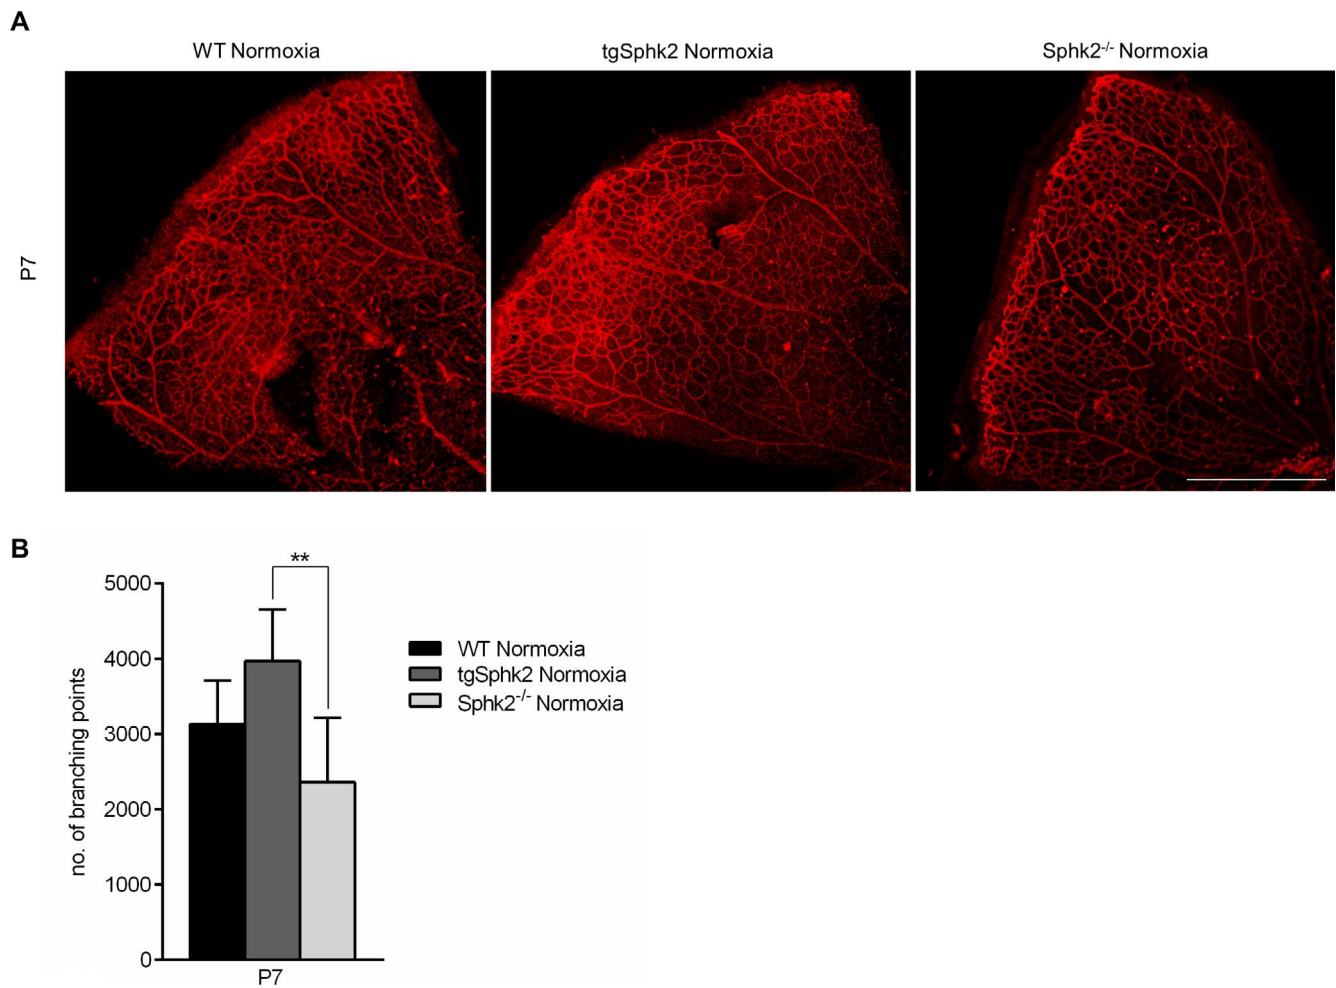 A
WT Normoxia
tgSphk2 Normoxia
Sphk2-/- Normoxia
P7
B
**
5000
4000
3000
2000
1000
0
no. of branching points
P7
WT Normoxia
tgSphk2 Normoxia
Sphk2-/- Normoxia